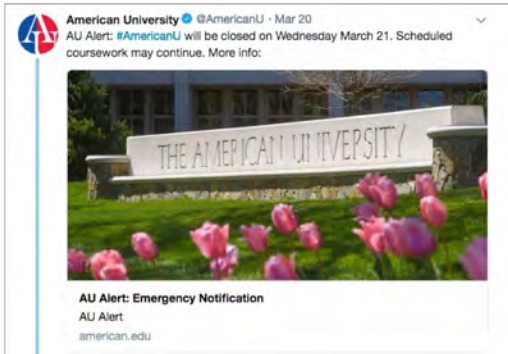 American University @AmericanU · Mar 20
AU Alert: #AmericanU will be closed on Wednesday March 21. Scheduled
coursework may continue. More info:
THE AMERICAN UNIVERSITY
AU Alert: Emergency Notification
AU Alert
american.edu